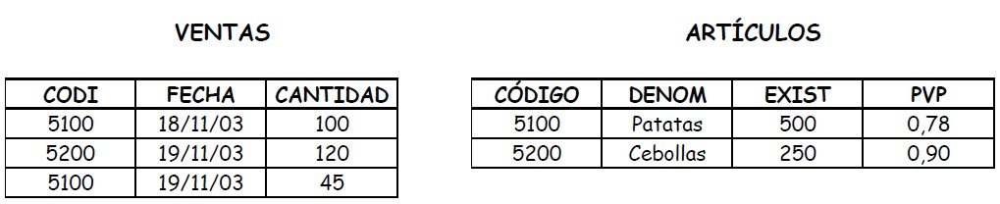 VENTAS ARTÍCULOS
CODI FECHA CANTIDAD CÓDIGO DENOM EXIST PVP
5100 18/11/03 100 5100 Patatas 500 0,78
5200 19/11/03 120 5200 Cebollas 250 0,90
5100 19/11/03 45